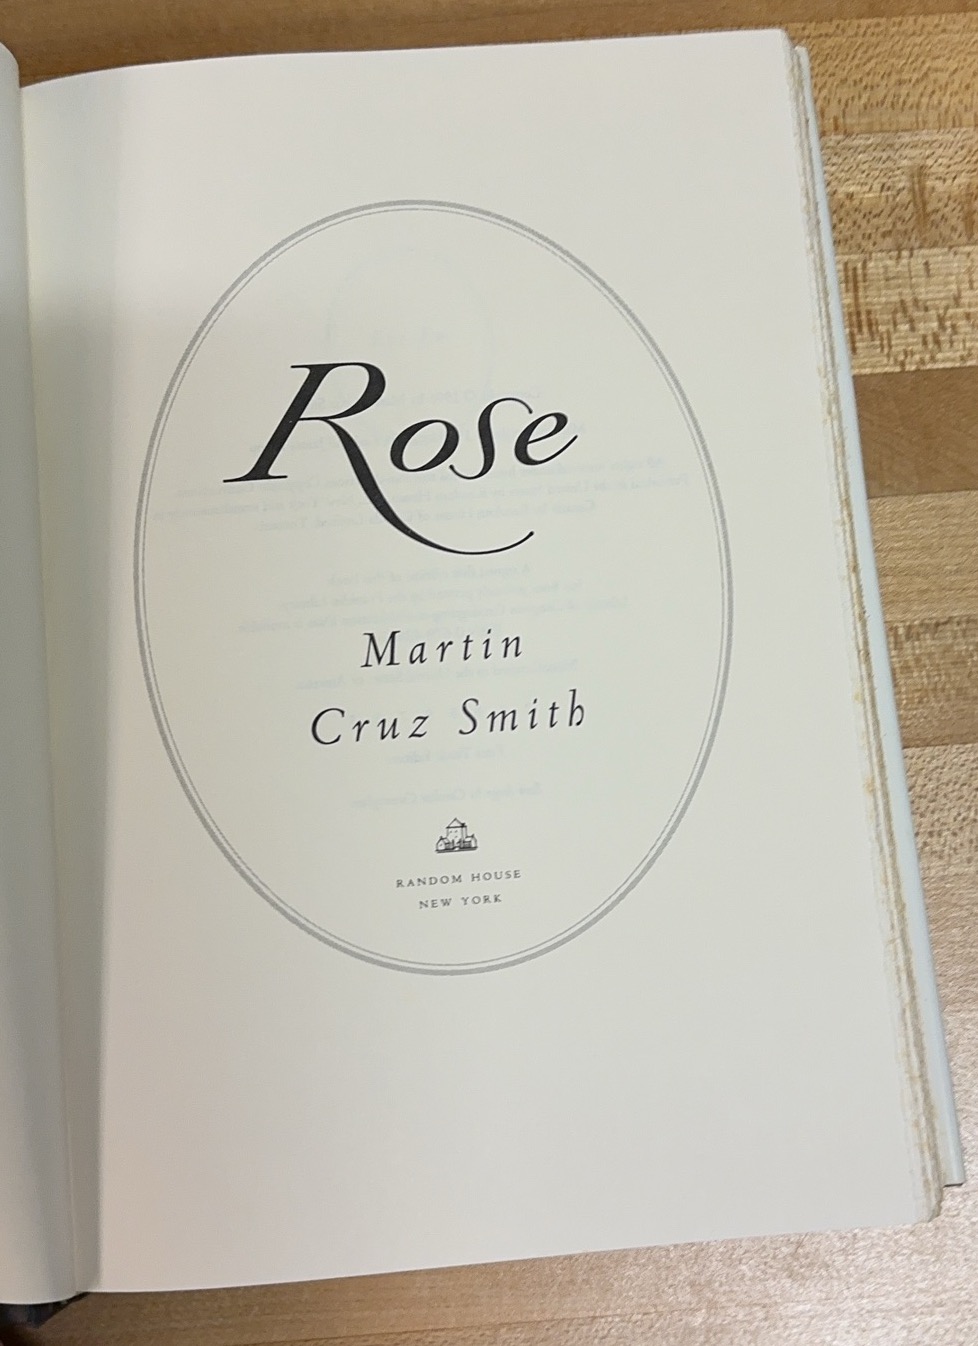 Rose
Martin
Cruz Smith
RANDOM HOUSE
NEW YORK